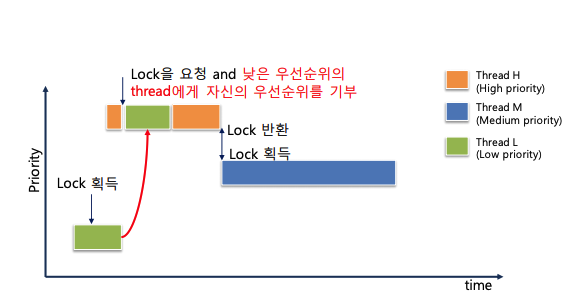 Lock을 요청 and 낮은 우선순위의
thread에게 자신의 우선순위를 기부
Thread H
(High priority)
Thread M
(Medium priority)
Thread L
(Low priority)
Lock 반환
Lock 획득
Lock 획득
Priority
time